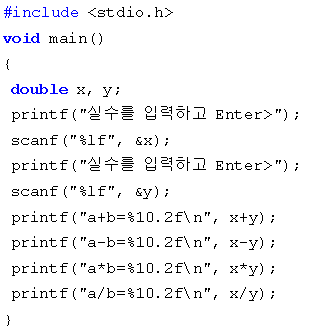 #include <stdio.h>
void main()
{
double x, y;
printf("실수를 입력하고 Enter>");
scanf("%lf", &x);
printf("실수를 입력하고 Enter>");
scanf("%lf", &y);
printf("a+b=%10.2f\n", x+y);
printf("a-b=%10.2f\n", x-y);
printf("a*b=%10.2f\n", x*y);
printf("a/b=%10.2f\n", x/y);
}